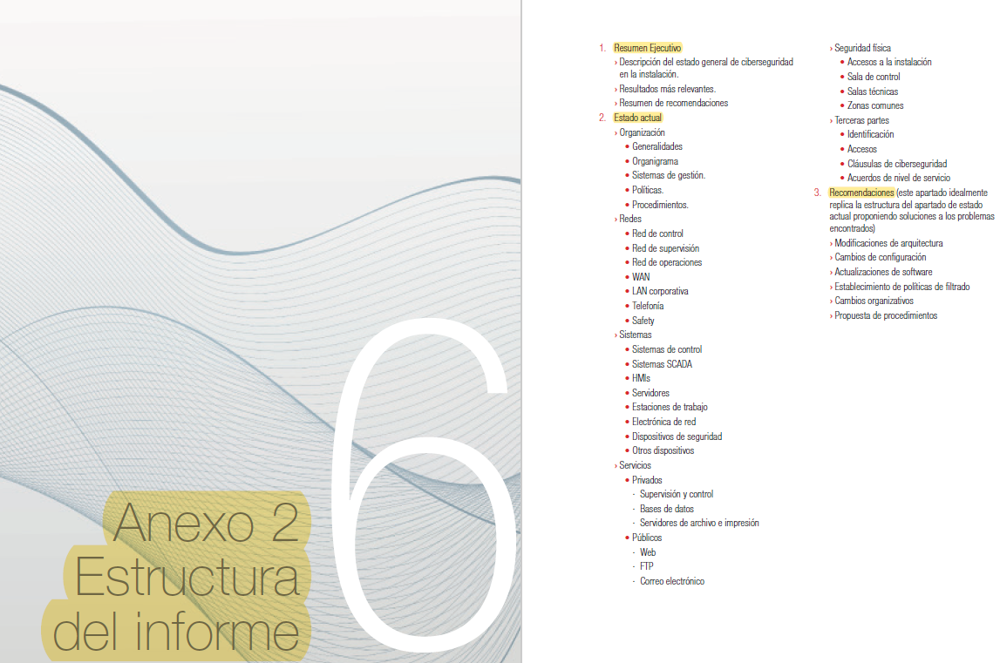 6
Anexo 2
Estructura
del informe
1. Resumen Ejecutivo
› Descripción del estado general de ciberseguridad
en la instalación.
› Resultados más relevantes.
› Resumen de recomendaciones
2. Estado actual
› Organización
• Generalidades
• Organigrama
• Sistemas de gestión.
• Políticas.
• Procedimientos.
› Redes
• Red de control
• Red de supervisión
• Red de operaciones
• WAN
• LAN corporativa
• Telefonía
• Safety
› Sistemas
• Sistemas de control
• Sistemas SCADA
• HMIs
• Servidores
• Estaciones de trabajo
• Electrónica de red
• Dispositivos de seguridad
• Otros dispositivos
› Servicios
• Privados
- Supervisión y control
- Bases de datos
- Servidores de archivo e impresión
• Públicos
- Web
- FTP
- Correo electrónico
› Seguridad física
• Accesos a la instalación
• Sala de control
• Salas técnicas
• Zonas comunes
› Terceras partes
• Identificación
• Accesos
• Cláusulas de ciberseguridad
• Acuerdos de nivel de servicio
3. Recomendaciones (este apartado idealmente
replica la estructura del apartado de estado
actual proponiendo soluciones a los problemas
encontrados)
› Modificaciones de arquitectura
› Cambios de configuración
› Actualizaciones de software
› Establecimiento de políticas de filtrado
› Cambios organizativos
› Propuesta de procedimientos